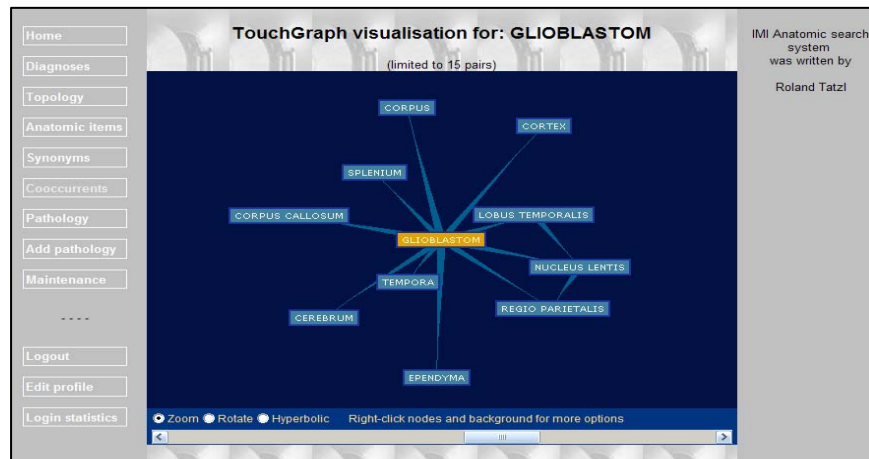 Home
Diagnoses
Topology
Anatomic items
Synonyms
Cooccurrents
Pathology
Add pathology
Maintenance
- - - -
Logout
Edit profile
Login statistics
TouchGraph visualisation for: GLIOBLASTOM
(limited to 15 pairs)
CORPUS
CORTEX
SPLENIUM
CORPUS CALLOSUM
LOBUS TEMPORALIS
GLIOBLASTOM
NUCLEUS LENTIS
TEMPORA
REGIO PARIETALIS
CEREBRUM
EPENDYMA
Zoom Rotate Hyperbolic Right-click nodes and background for more options
IMI Anatomic search
system
was written by
Roland Tatzl